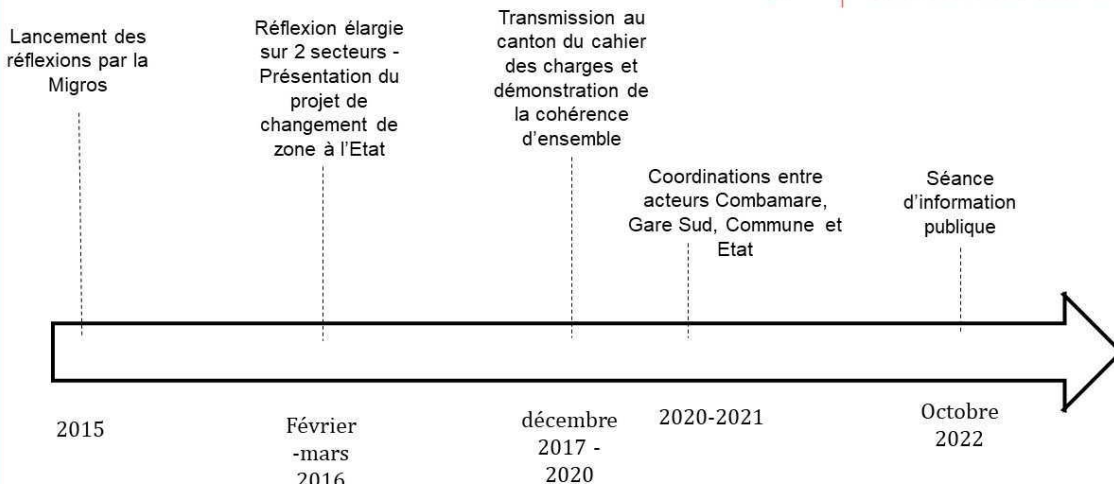 Lancement des
réflexions par la
Migros
Réflexion élargie
sur 2 secteurs -
Présentation du
projet de
changement de
zone à l'Etat
Transmission au
canton du cahier
des charges et
démonstration de
la cohérence
d'ensemble
Coordinations entre
acteurs Combamare,
Gare Sud, Commune et
Etat
Séance
d'information
publique
2015
Février
-mars
2016
décembre
2017 -
2020
2020-2021
Octobre
2022